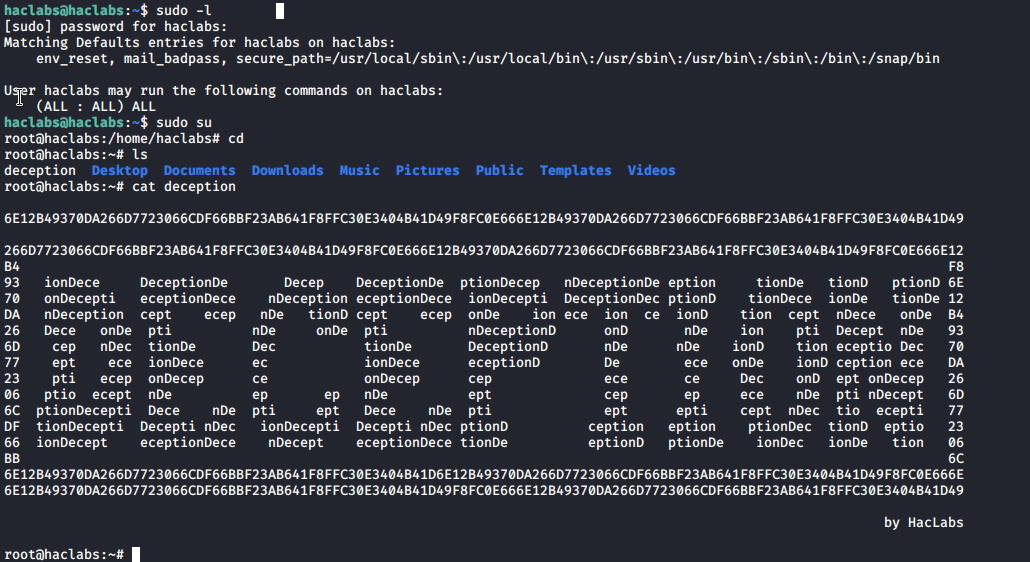 haclabs@haclabs:~$ sudo -l
[sudo] password for haclabs:
Matching Defaults entries for haclabs on haclabs:
    env_reset, mail_badpass, secure_path=/usr/local/sbin\:/usr/local/bin\:/usr/sbin\:/usr/bin\:/sbin\:/bin\:/snap/bin
User haclabs may run the following commands on haclabs:
    (ALL : ALL) ALL
haclabs@haclabs:~$ sudo su
root@haclabs:/home/haclabs# cd
root@haclabs:~# ls
deception  Desktop  Documents  Downloads  Music  Pictures  Public  Templates  Videos
root@haclabs:~# cat deception
6E12B49370DA266D7723066CDF66BBF23AB641F8FFC30E3404B41D49F8FC0E666E12B49370DA266D7723066CDF66BBF23AB641F8FFC30E3404B41D49
266D7723066CDF66BBF23AB641F8FFC30E3404B41D49F8FFC0E666E12B49370DA266D7723066CDF66BBF23AB641F8FFC30E3404B41D49F8FFC0E666E12
B4 F8
93   ionDece     DeceptionDe       Decep    DeceptionDe  ptionDecep   nDeceptionDe eption     tionDe   tionD   ptionD 6E
70   onDecepti   eceptionDece     nDeception eceptionDece  ionDecepti  DeceptionDec ptionD    tionDece  ionDe   tionDe 12
DA   nDeception  cept    ecep   onDe  tionD cept    ecep  onDe    ion ece  ion  ce  ionD    tion  cept  nDece   onDe  B4
26   Dece   onDe  pti          nDe     onDe  pti          nDeceptionD      onD      nDe     ion    pti  Decept  nDe   93
6D    cep   nDec  tionDe       Dec           tionDe       DeceptionD       nDe      nDe    ionD    tion eceptio Dec   70
77    ept    ece  ionDece      ec            ionDece      eceptionD        De       ece    onDe    ionD ception ece   DA
23    pti   ecep  onDecep      ce            onDecep      cep              ece      ce     Dec    onD  ept onDecep    26
06   ptio  ecept  nDe          ep       ep   nDe          ept              cep      ep     ece    nDe  pti nDecept   6D
6C  ptionDecepti  Dece    nDe  pti     ept   Dece    nDe  pti              ept      epti    cept  nDec  tio  ecepti   77
DF  tionDecepti  Decepti nDec   ionDecepti  Decepti nDec ptionD          ception   eption    ptionDec  tionD  eptio   23
66  ionDecept    eceptionDece    nDecept    eceptionDece tionDe          eptionD   ptionDe    ionDec   ionDe   tion   06
BB 6C
6E12B49370DA266D7723066CDF66BBF23AB641F8FFC30E3404B41D6E12B49370DA266D7723066CDF66BBF23AB641F8FFC30E3404B41D49F8FFC0E666E
6E12B49370DA266D7723066CDF66BBF23AB641F8FFC30E3404B41D49F8FFC0E666E12B49370DA266D7723066CDF66BBF23AB641F8FFC30E3404B41D49
by HacLabs
root@haclabs:~#